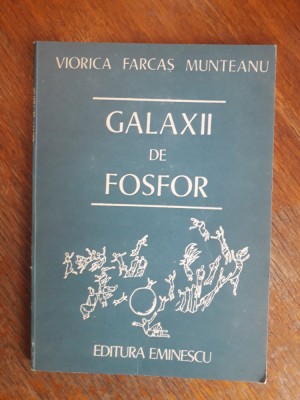 VIORICA FARCAȘ MUNTEANU
GALAXII
DE
FOSFOR
EDITURA EMINESCU